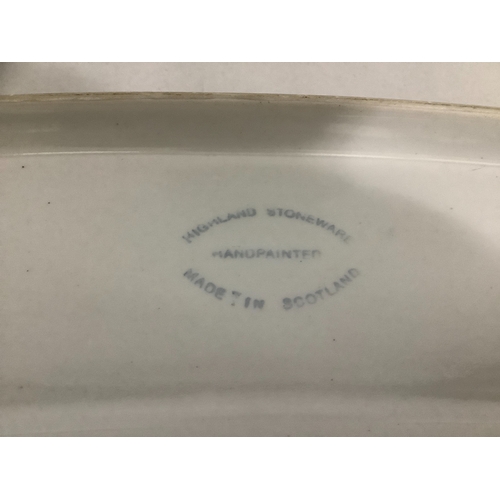 HIGHLAND STONEWARE
HANDPAINTED
MADE IN SCOTLAND